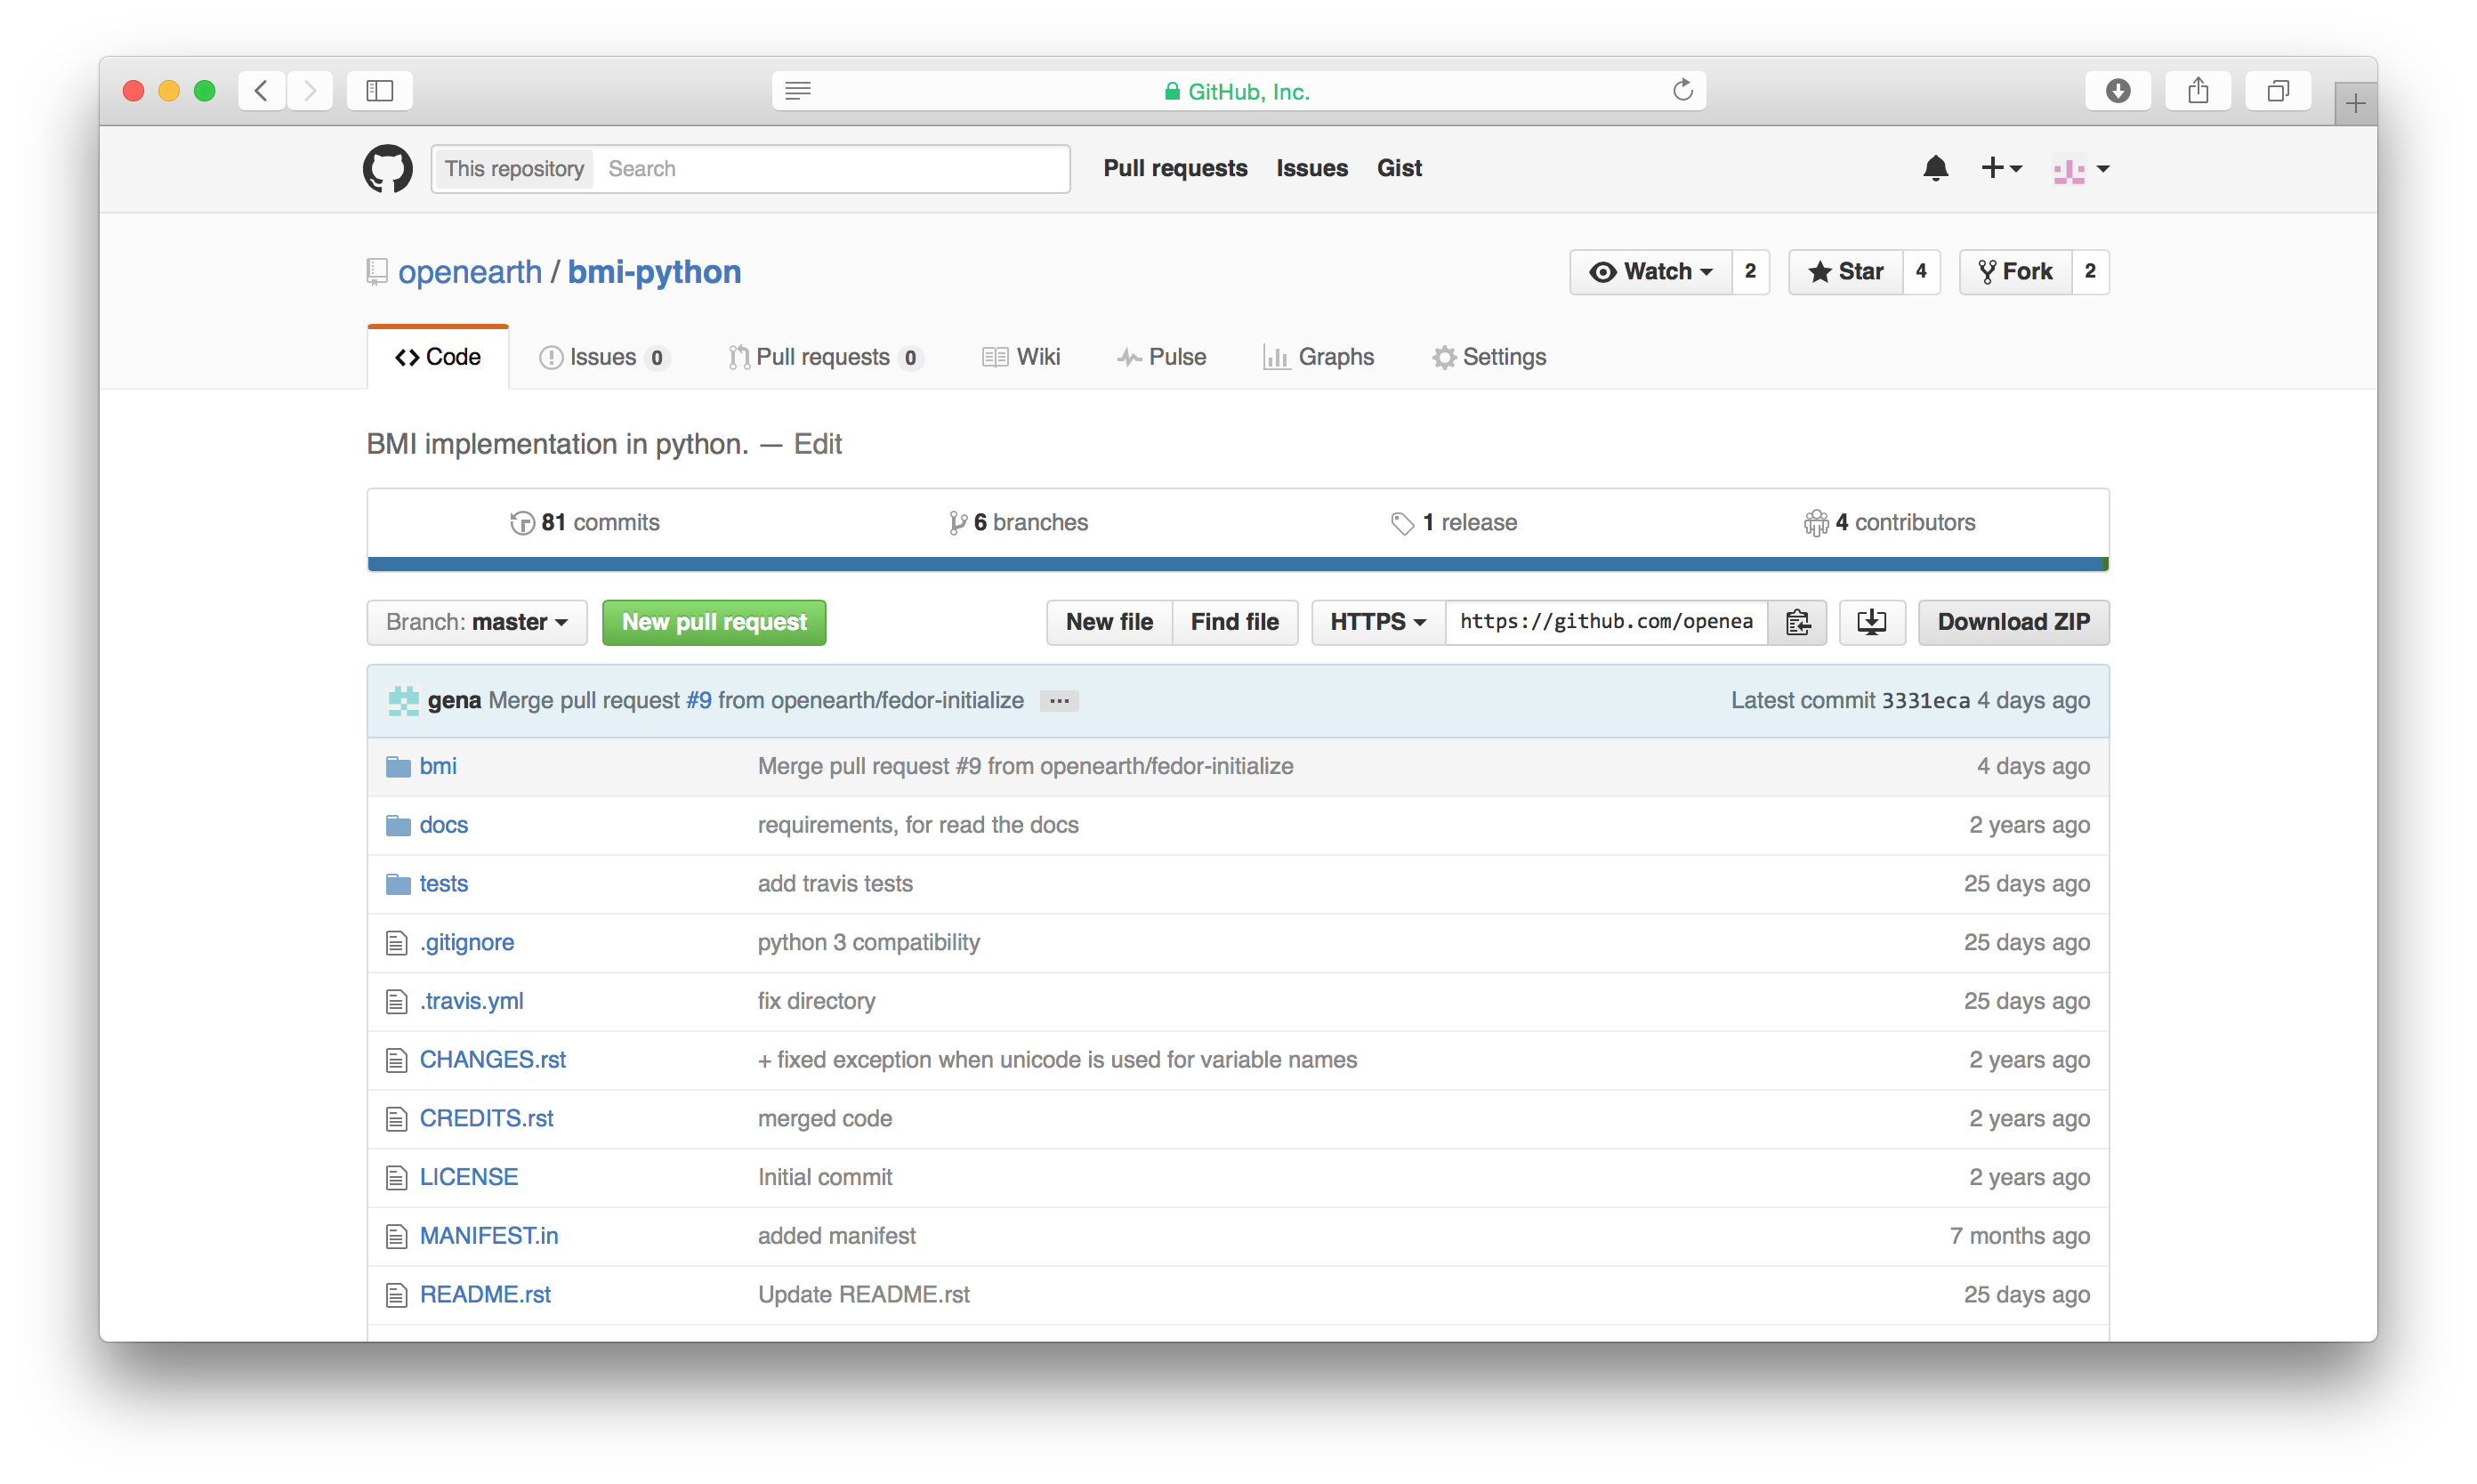 GitHub, Inc.
This repository Search Pull requests Issues Gist
openearth / bmi-python Watch 2 Star 4 Fork 2
Code Issues 0 Pull requests 0 Wiki Pulse Graphs Settings
BMI implementation in python. — Edit
81 commits 6 branches 1 release 4 contributors
Branch: master New pull request New file Find file HTTPS https://github.com/openea Download ZIP
gena Merge pull request #9 from openearth/fedor-initialize … Latest commit 3331eca 4 days ago
bmi Merge pull request #9 from openearth/fedor-initialize 4 days ago
docs requirements, for read the docs 2 years ago
tests add travis tests 25 days ago
.gitignore python 3 compatibility 25 days ago
.travis.yml fix directory 25 days ago
CHANGES.rst + fixed exception when unicode is used for variable names 2 years ago
CREDITS.rst merged code 2 years ago
LICENSE Initial commit 2 years ago
MANIFEST.in added manifest 7 months ago
README.rst Update README.rst 25 days ago